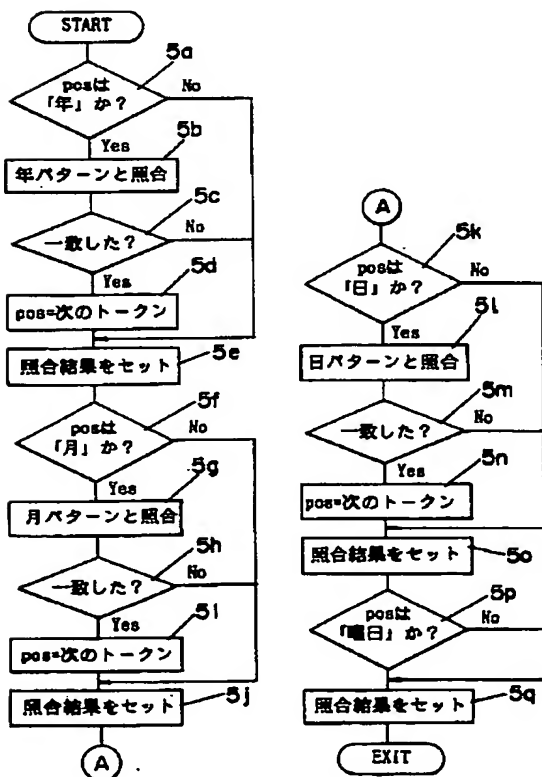 START
5a
posは
「年」か?
No
Yes
5b
年パターンと照合
5c
一致した?
No
Yes
5d
pos=次のトークン
照合結果をセット
5e
5f
posは
「月」か?
No
Yes
5g
月パターンと照合
5h
一致した?
No
Yes
5i
pos=次のトークン
照合結果をセット
5j
A
A
5k
posは
「日」か?
No
Yes
5l
日パターンと照合
5m
一致した?
No
Yes
5n
pos=次のトークン
照合結果をセット
5o
5p
posは
「曜日」か?
No
Yes
照合結果をセット
5q
EXIT